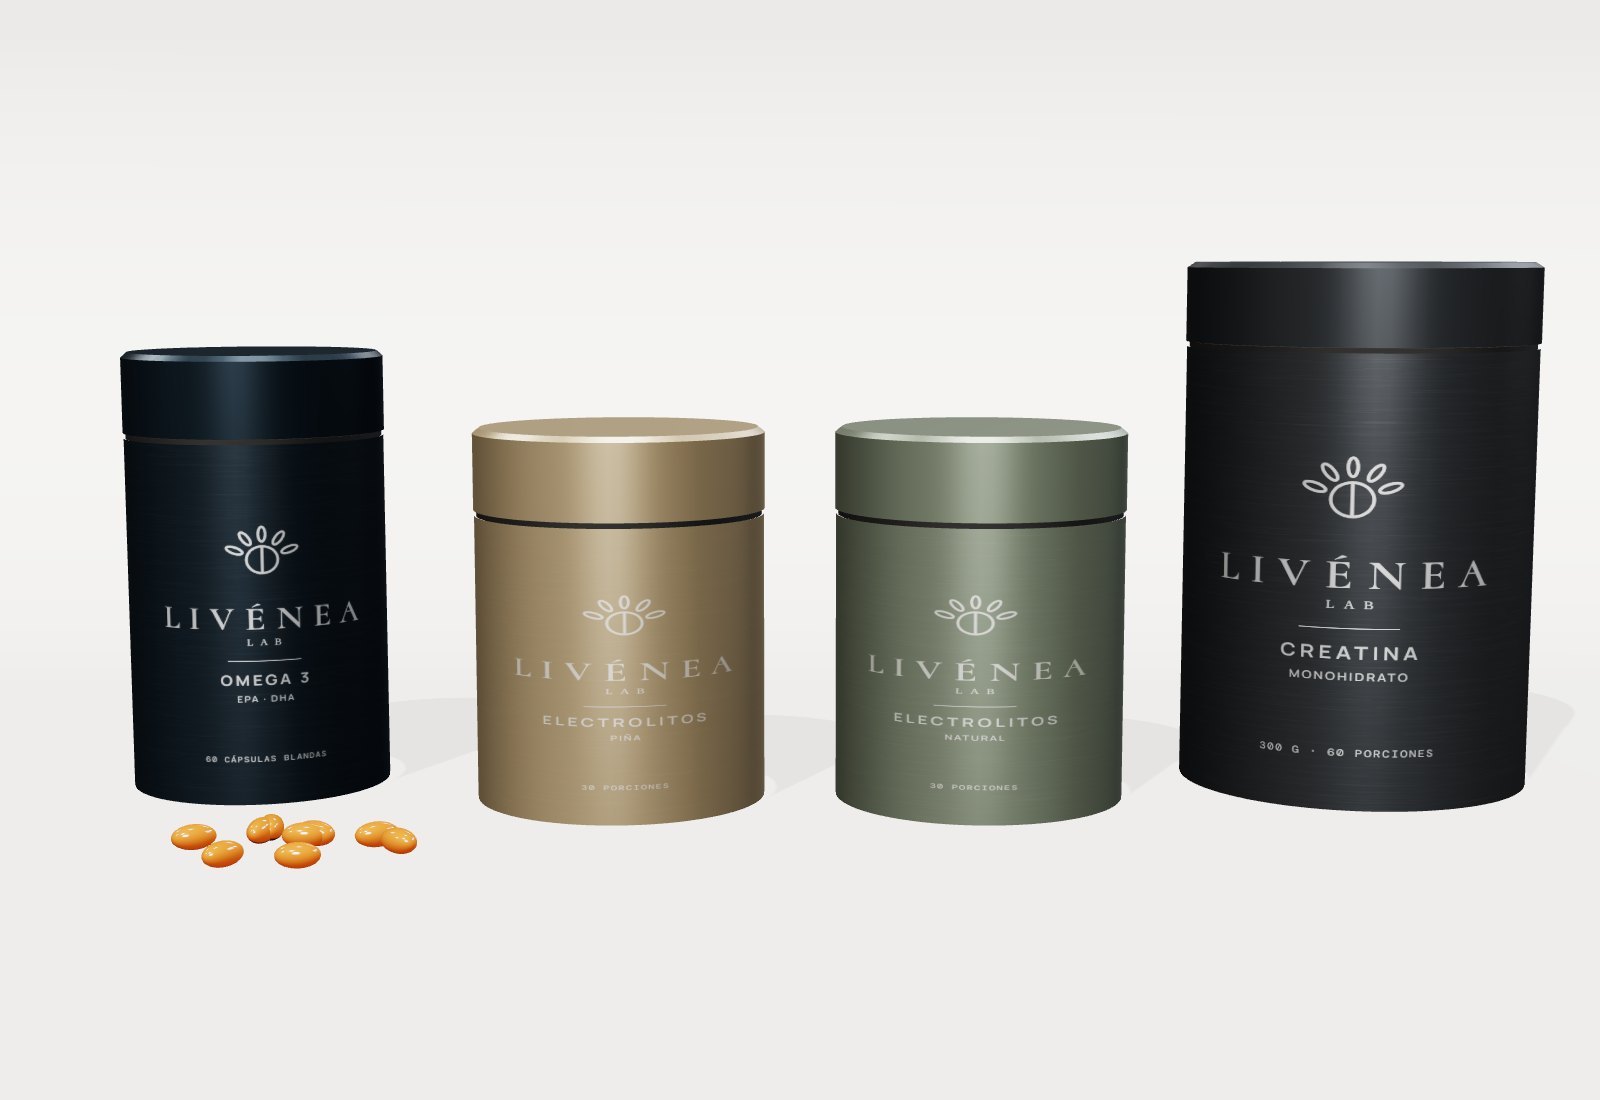 LIVÉNEA
LAB
OMEGA 3
EPA · DHA
60 CÁPSULAS BLANDAS
LIVÉNEA
LAB
ELECTROLITOS
PIÑA
30 PORCIONES
LIVÉNEA
LAB
ELECTROLITOS
NATURAL
30 PORCIONES
LIVÉNEA
LAB
CREATINA
MONOHIDRATO
300 G · 60 PORCIONES